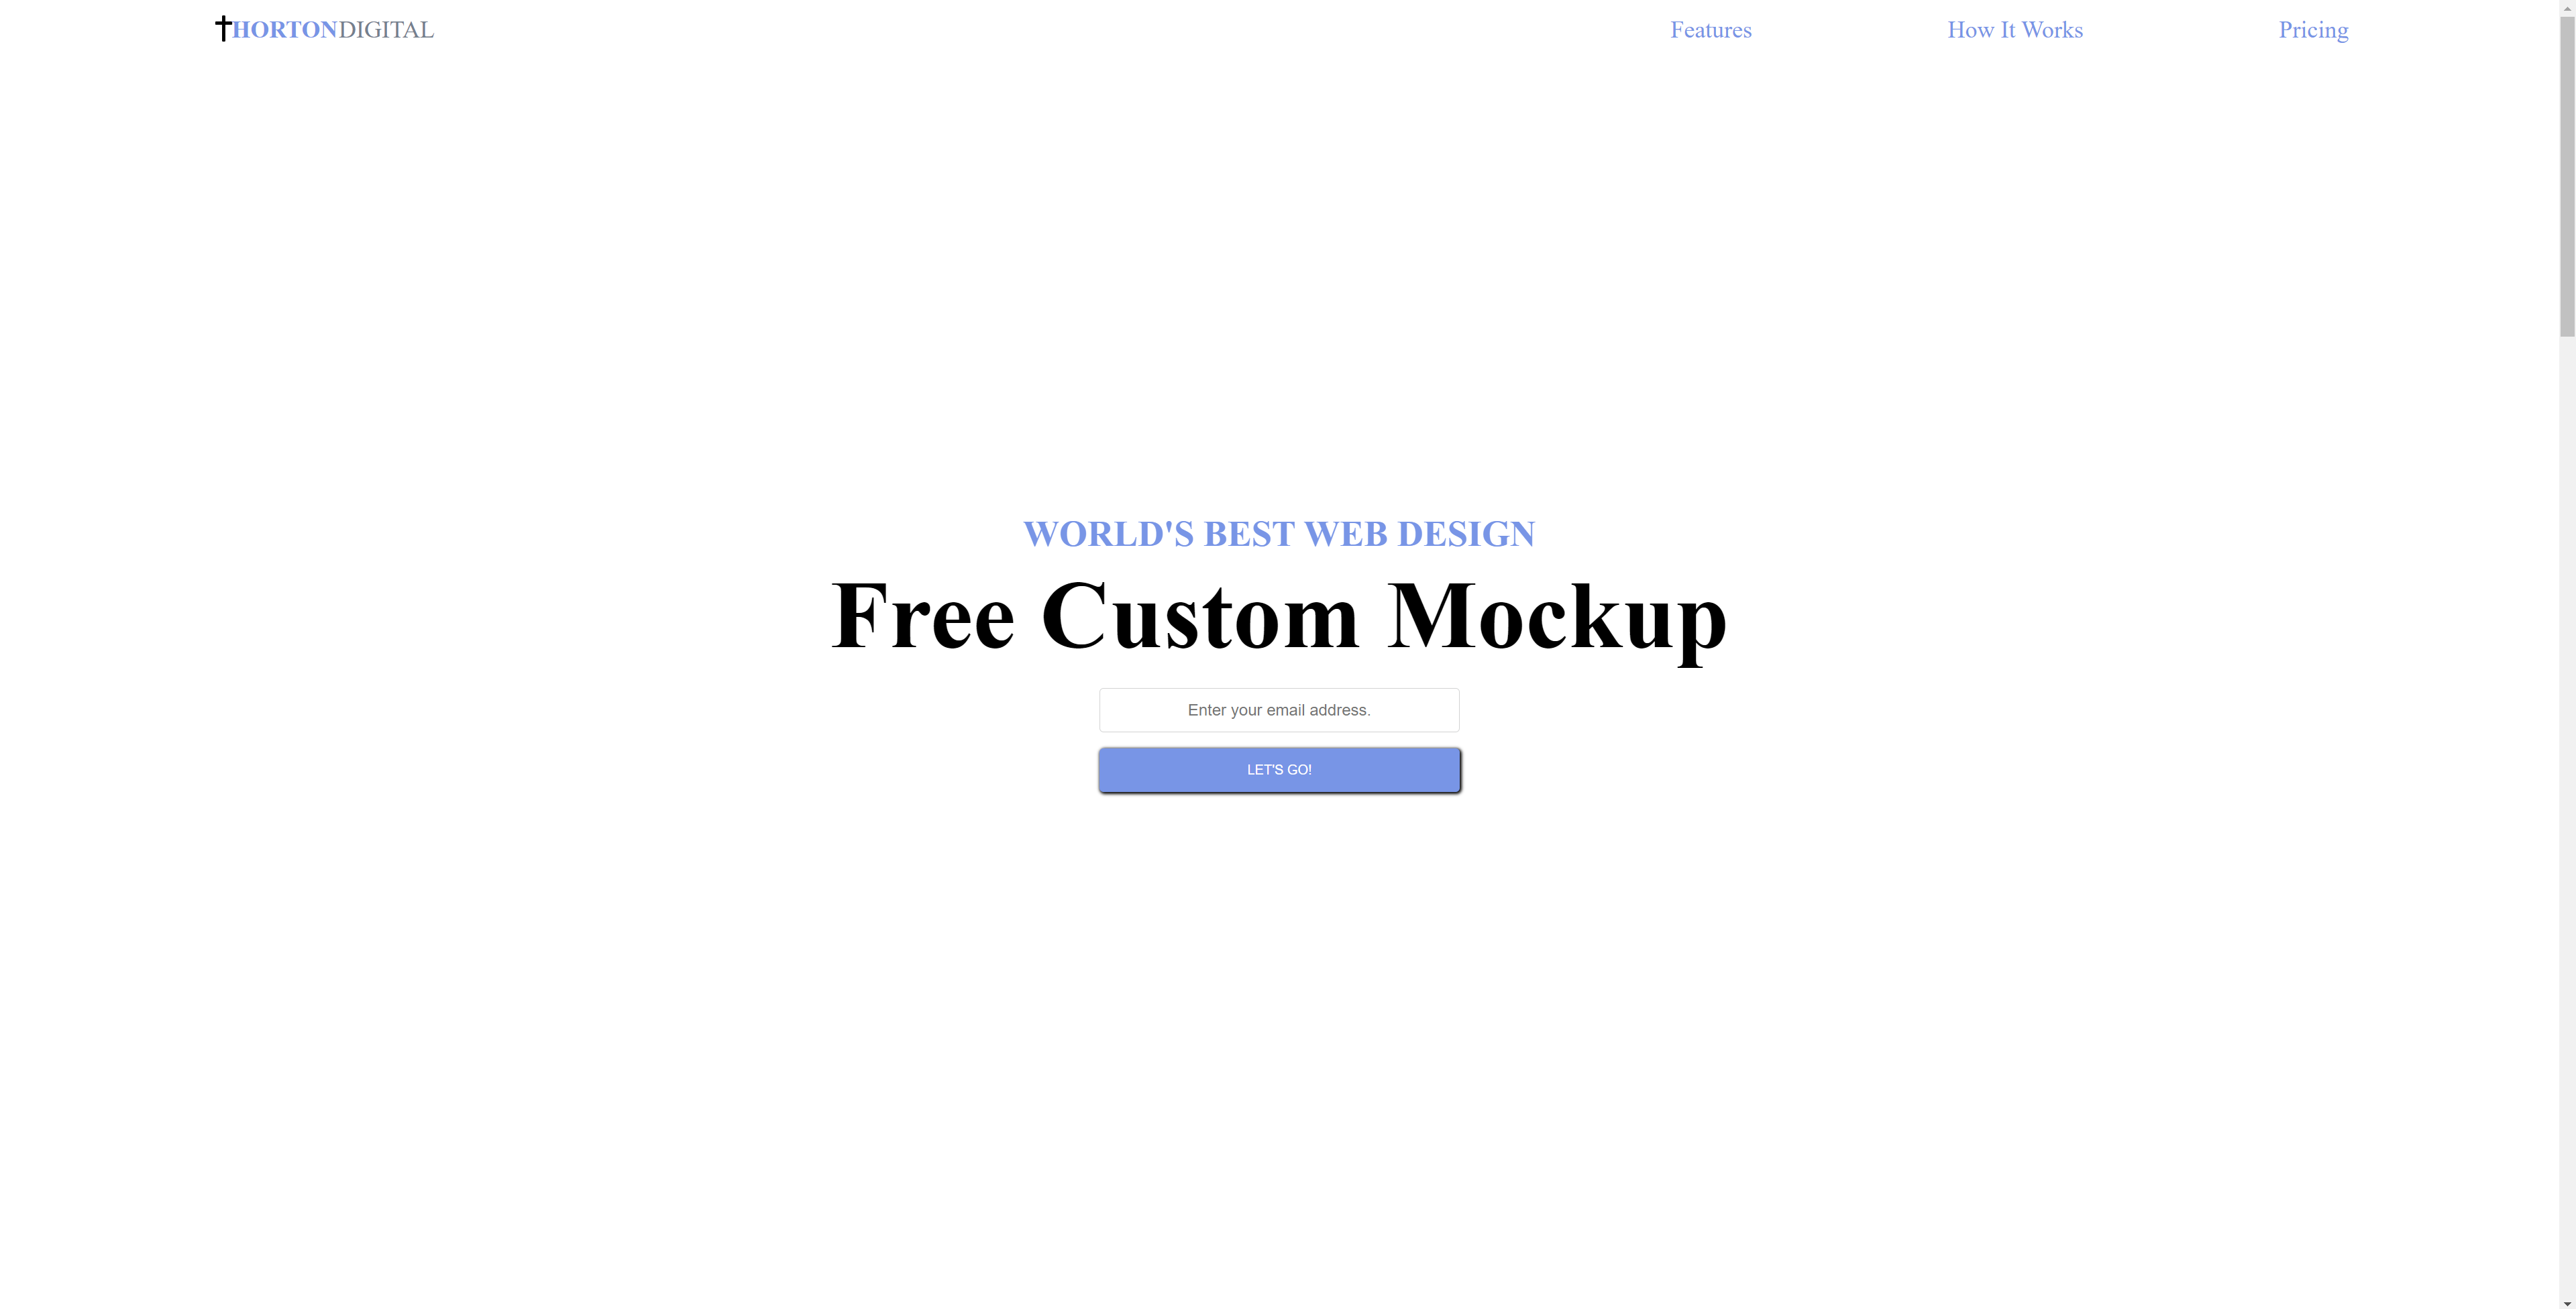 HORTONDIGITAL
Features
How It Works
Pricing
WORLD'S BEST WEB DESIGN
Free Custom Mockup
Enter your email address.
LET'S GO!